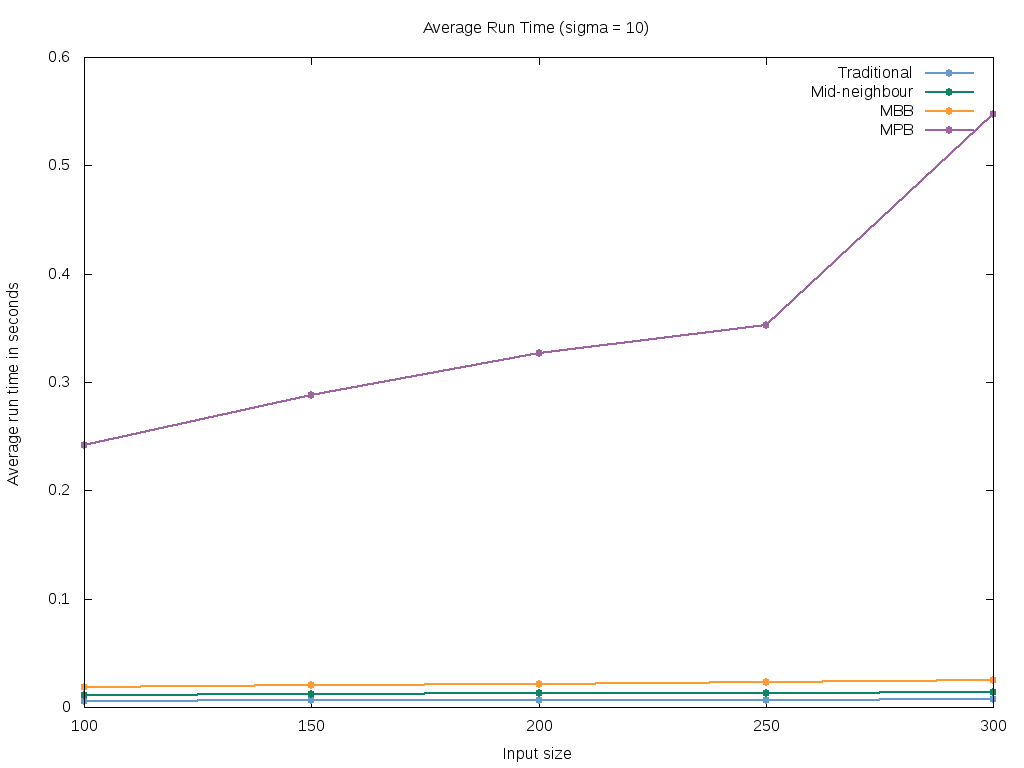 Average Run Time (sigma = 10)
Traditional
Mid-neighbour
MBB
MPB
0.6
0.5
0.4
0.3
0.2
0.1
0
Average run time in seconds
100 150 200 250 300
Input size